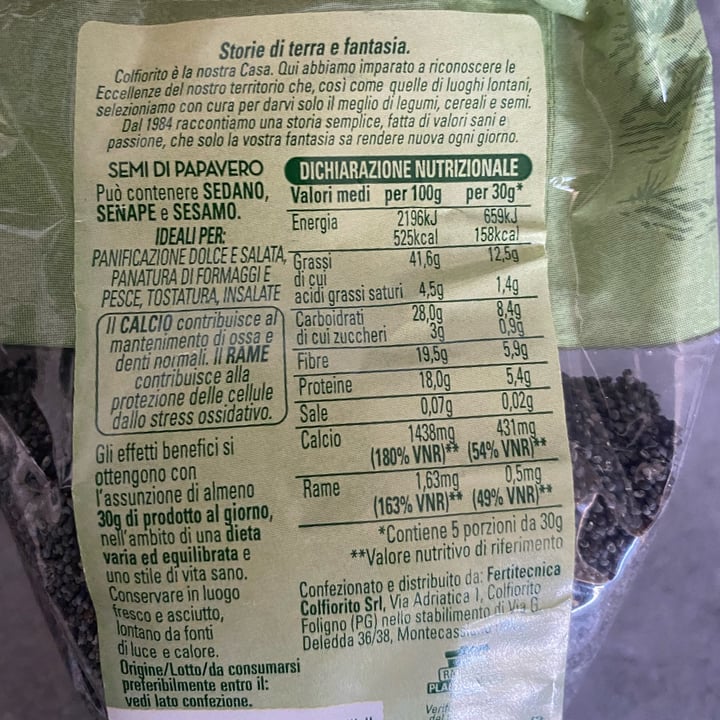 Storie di terra e fantasia.
Colfiorito è la nostra Casa. Qui abbiamo imparato a riconoscere le
Eccellenze del nostro territorio che, così come quelle di luoghi lontani,
selezioniamo con cura per darvi solo il meglio di legumi, cereali e semi.
Dal 1984 raccontiamo una storia semplice, fatta di valori sani e
passione, che solo la vostra fantasia sa rendere nuova ogni giorno.
SEMI DI PAPAVERO
Può contenere SEDANO,
SENAPE e SESAMO.
IDEALI PER:
PANIFICAZIONE DOLCE E SALATA,
PANATURA DI FORMAGGI E
PESCE, TOSTATURA, INSALATE
Il CALCIO contribuisce al
mantenimento di ossa e
denti normali. Il RAME
contribuisce alla
protezione delle cellule
dallo stress ossidativo.
Gli effetti benefici si
ottengono con
l'assunzione di almeno
30g di prodotto al giorno,
nell'ambito di una dieta
varia ed equilibrata e
uno stile di vita sano.
Conservare in luogo
fresco e asciutto,
lontano da fonti
di luce e calore.
Origine/Lotto/da consumarsi
preferibilmente entro il:
vedi lato confezione.
DICHIARAZIONE NUTRIZIONALE
Valori medi per 100g per 30g*
Energia 2196kJ 659kJ
525kcal 158kcal
Grassi 41,6g 12,5g
di cui
acidi grassi saturi 4,5g 1,4g
Carboidrati 28,0g 8,4g
di cui zuccheri 3g 0,9g
Fibre 19,5g 5,9g
Proteine 18,0g 5,4g
Sale 0,07g 0,02g
Calcio 1438mg 431mg
(180% VNR)** (54% VNR)**
Rame 1,63mg 0,5mg
(163% VNR)** (49% VNR)**
*Contiene 5 porzioni da 30g
**Valore nutritivo di riferimento
Confezionato e distribuito da: Fertitecnica
Colfiorito Srl, Via Adriatica 1, Colfiorito
Foligno (PG) nello stabilimento di Via G.
Deledda 36/38,